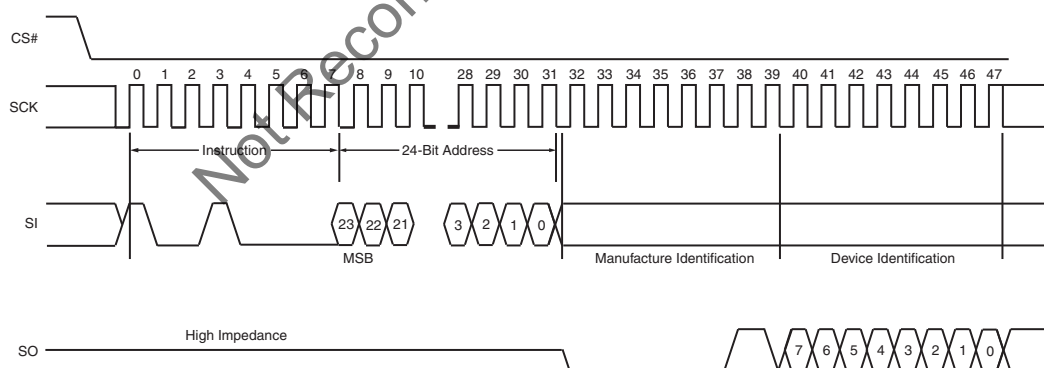 CS#
0 1 2 3 4 5 6 7 8 9 10 28 29 30 31 32 33 34 35 36 37 38 39 40 41 42 43 44 45 46 47
SCK
Instruction 24-Bit Address
SI 23 22 21 3 2 1 0
MSB Manufacture Identification Device Identification
High Impedance
SO 7 6 5 4 3 2 1 0
Not Recom